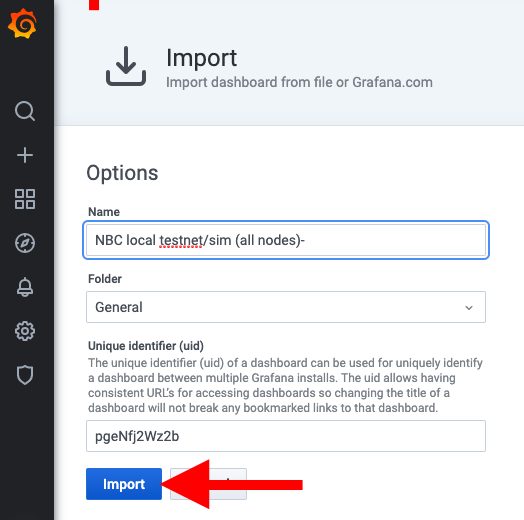 Import
Import dashboard from file or Grafana.com
Options
Name
NBC local testnet/sim (all nodes)-
Folder
General
Unique identifier (uid)
The unique identifier (uid) of a dashboard can be used for uniquely identify
a dashboard between multiple Grafana installs. The uid allows having
consistent URL's for accessing dashboards so changing the title of a
dashboard will not break any bookmarked links to that dashboard.
pgeNfj2Wz2b
Import